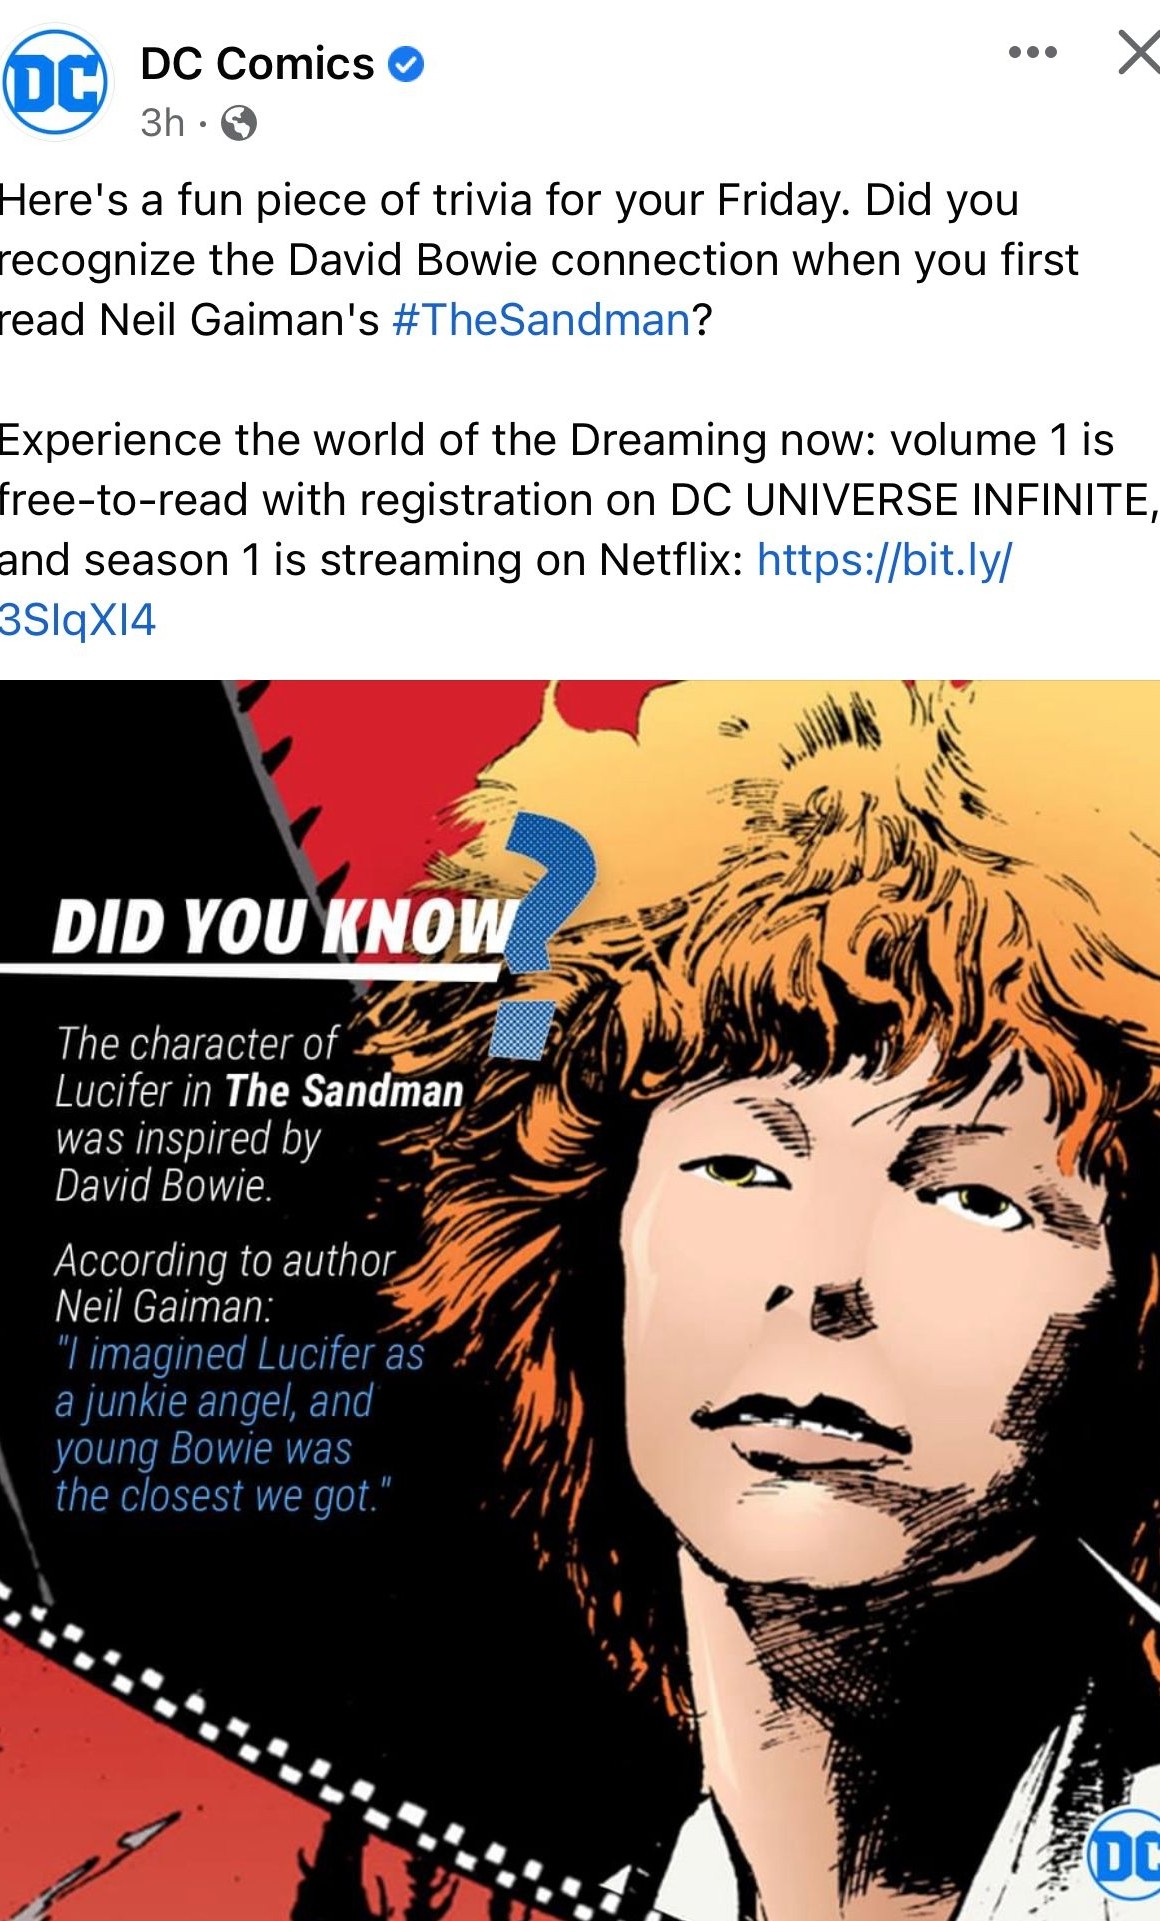 DC
DC Comics
3h ·
Here's a fun piece of trivia for your Friday. Did you
recognize the David Bowie connection when you first
read Neil Gaiman's #TheSandman?
Experience the world of the Dreaming now: volume 1 is
free-to-read with registration on DC UNIVERSE INFINITE,
and season 1 is streaming on Netflix: https://bit.ly/
3SlqXI4
DID YOU KNOW?
The character of
Lucifer in The Sandman
was inspired by
David Bowie.
According to author
Neil Gaiman:
"I imagined Lucifer as
a junkie angel, and
young Bowie was
the closest we got."
DC